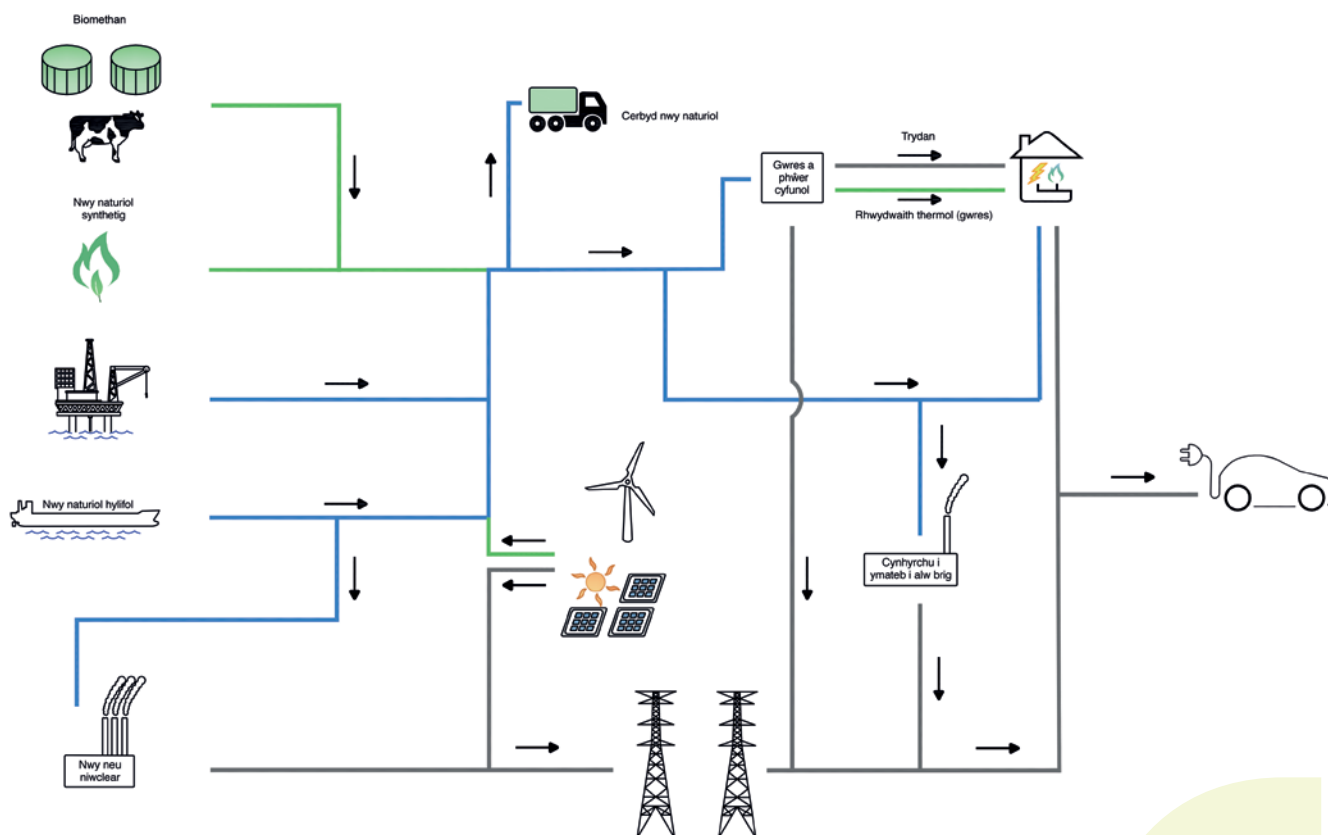 Biomethan
Cerbyd nwy naturiol
Trydan
Gwres a
phŵer
cyfunol
Nwy naturiol
synthetig
Rhwydwaith thermol (gwres)
Nwy naturiol hylifol
Cynhyrchu i
ymateb i alw brig
Nwy neu
niwclear